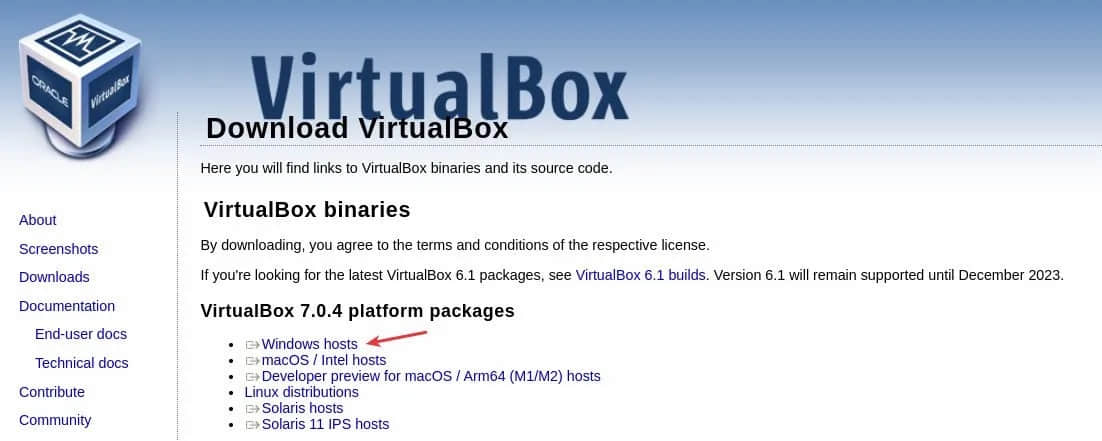 ORACLE
VirtualBox
VirtualBox
Download VirtualBox
Here you will find links to VirtualBox binaries and its source code.
VirtualBox binaries
By downloading, you agree to the terms and conditions of the respective license.
If you're looking for the latest VirtualBox 6.1 packages, see VirtualBox 6.1 builds. Version 6.1 will remain supported until December 2023.
VirtualBox 7.0.4 platform packages
Windows hosts
macOS / Intel hosts
Developer preview for macOS / Arm64 (M1/M2) hosts
Linux distributions
Solaris hosts
Solaris 11 IPS hosts
About
Screenshots
Downloads
Documentation
End-user docs
Technical docs
Contribute
Community